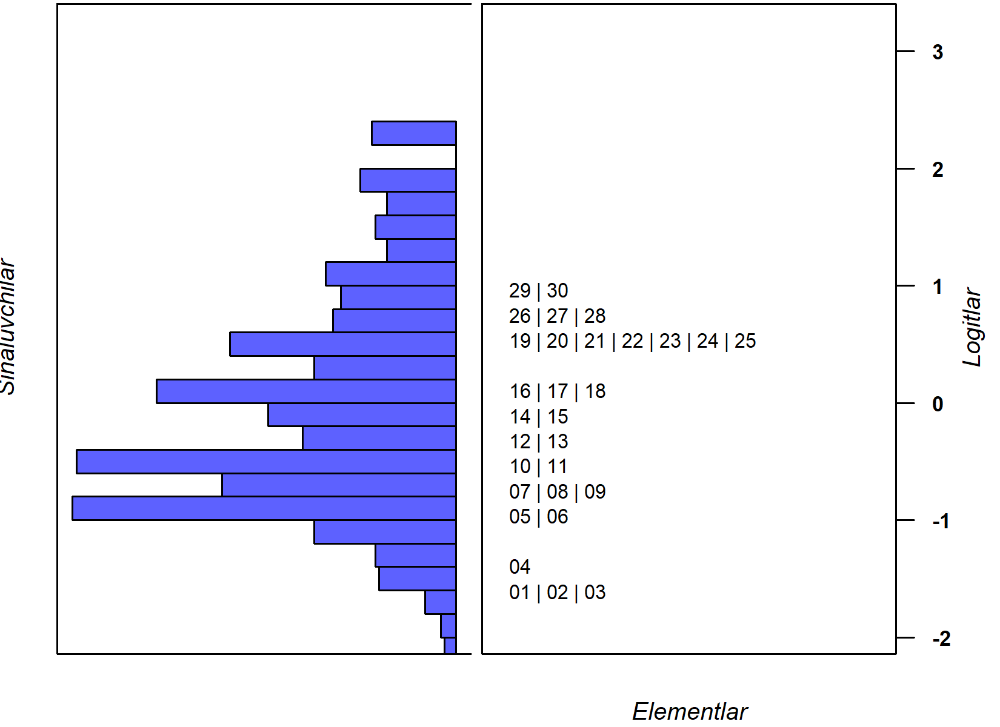 Sinaluvchilar
29 | 30
26 | 27 | 28
19 | 20 | 21 | 22 | 23 | 24 | 25
16 | 17 | 18
14 | 15
12 | 13
10 | 11
07 | 08 | 09
05 | 06
04
01 | 02 | 03
3
2
1
0
-1
-2
Logitlar
Elementlar